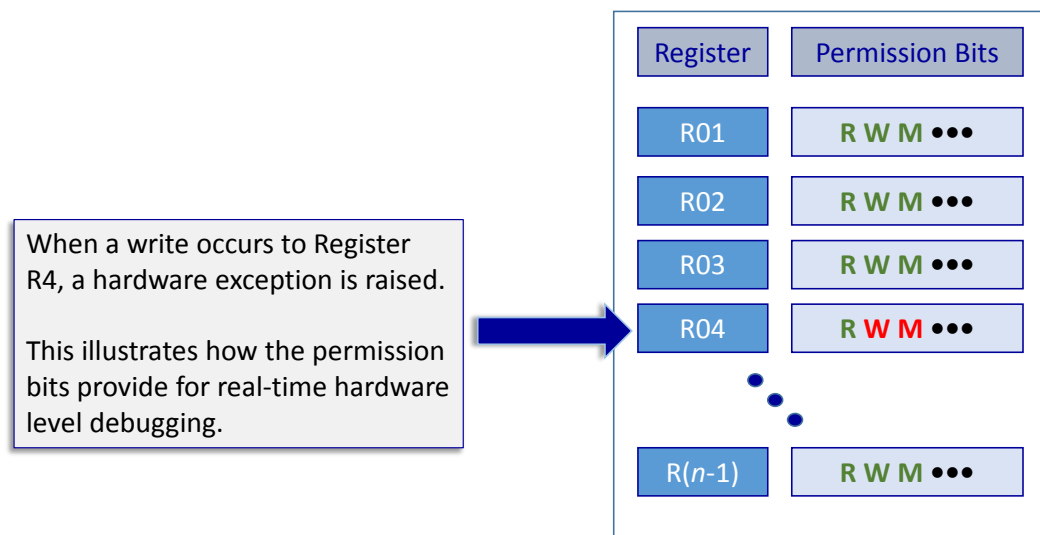 Register Permission Bits
R01 R W M •••
R02 R W M •••
When a write occurs to Register
R4, a hardware exception is raised.
This illustrates how the permission
bits provide for real-time hardware
level debugging.
R03 R W M •••
R04 R W M •••
R(n-1) R W M •••